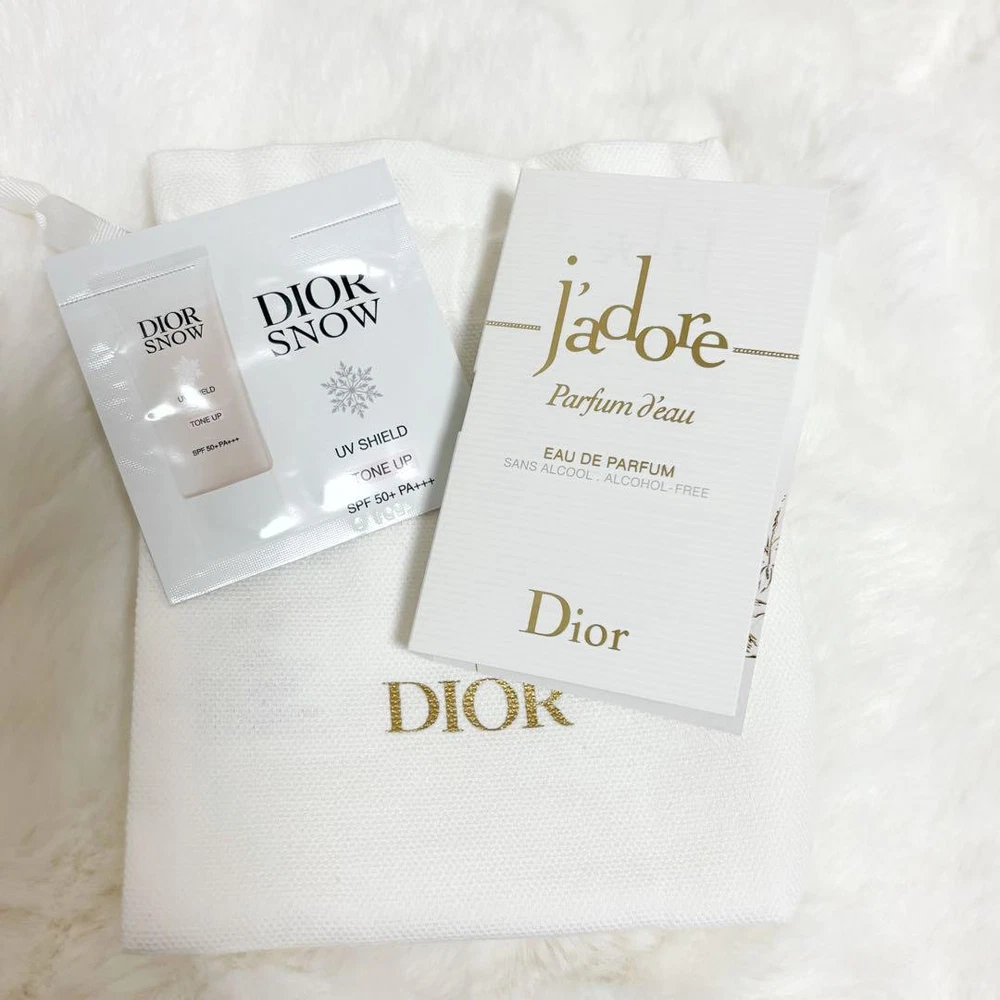 DIOR
SNOW
UV SHIELD
TONE UP
SPF 50+ PA+++
DIOR
SNOW
UV SHIELD
TONE UP
SPF 50+ PA+++
j'adore
Parfum d'eau
EAU DE PARFUM
SANS ALCOOL . ALCOHOL-FREE
Dior
DIOR